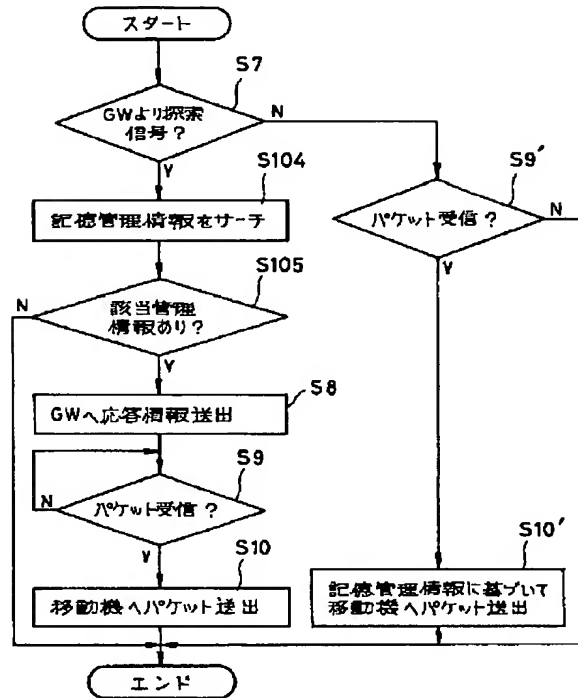 スタート
S7
GWより探索
信号?
N
Y
S104
記憶管理情報をサーチ
S9′
パケット受信?
N
Y
S105
該当管理
情報あり?
N
Y
S8
GWへ応答情報送出
S9
パケット受信?
N
Y
S10
移動機へパケット送出
S10′
記憶管理情報に基づいて
移動機へパケット送出
エンド